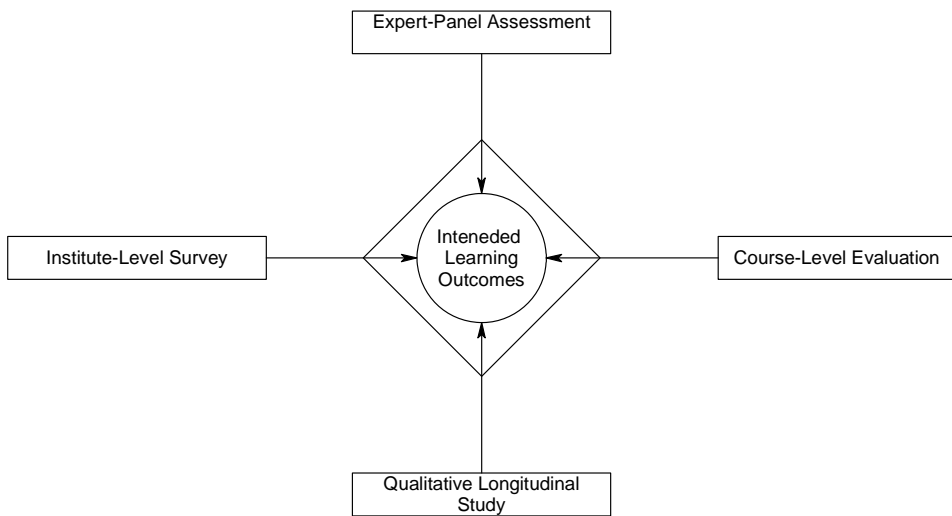 Expert-Panel Assessment
Institute-Level Survey
Inteneded
Learning
Outcomes
Course-Level Evaluation
Qualitative Longitudinal
Study